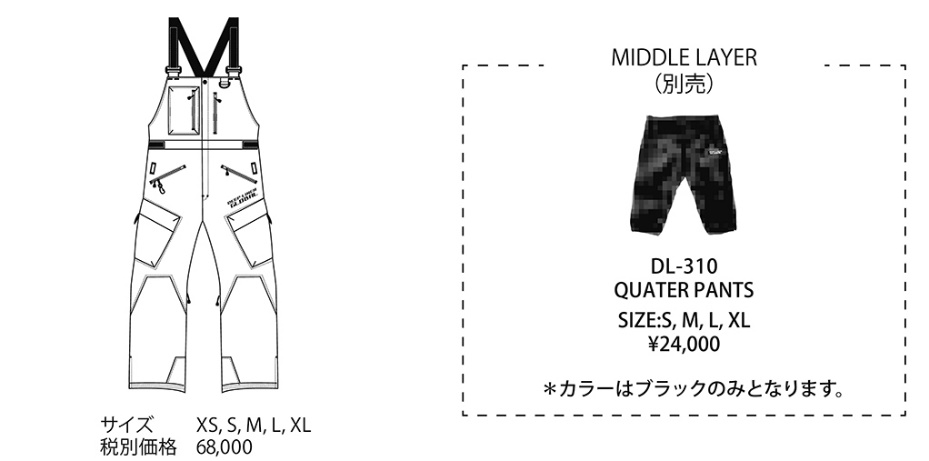 MIDDLE LAYER
（別売）
DL-310
QUATER PANTS
SIZE:S, M, L, XL
¥24,000
＊カラーはブラックのみとなります。
サイズ XS, S, M, L, XL
税別価格 68,000